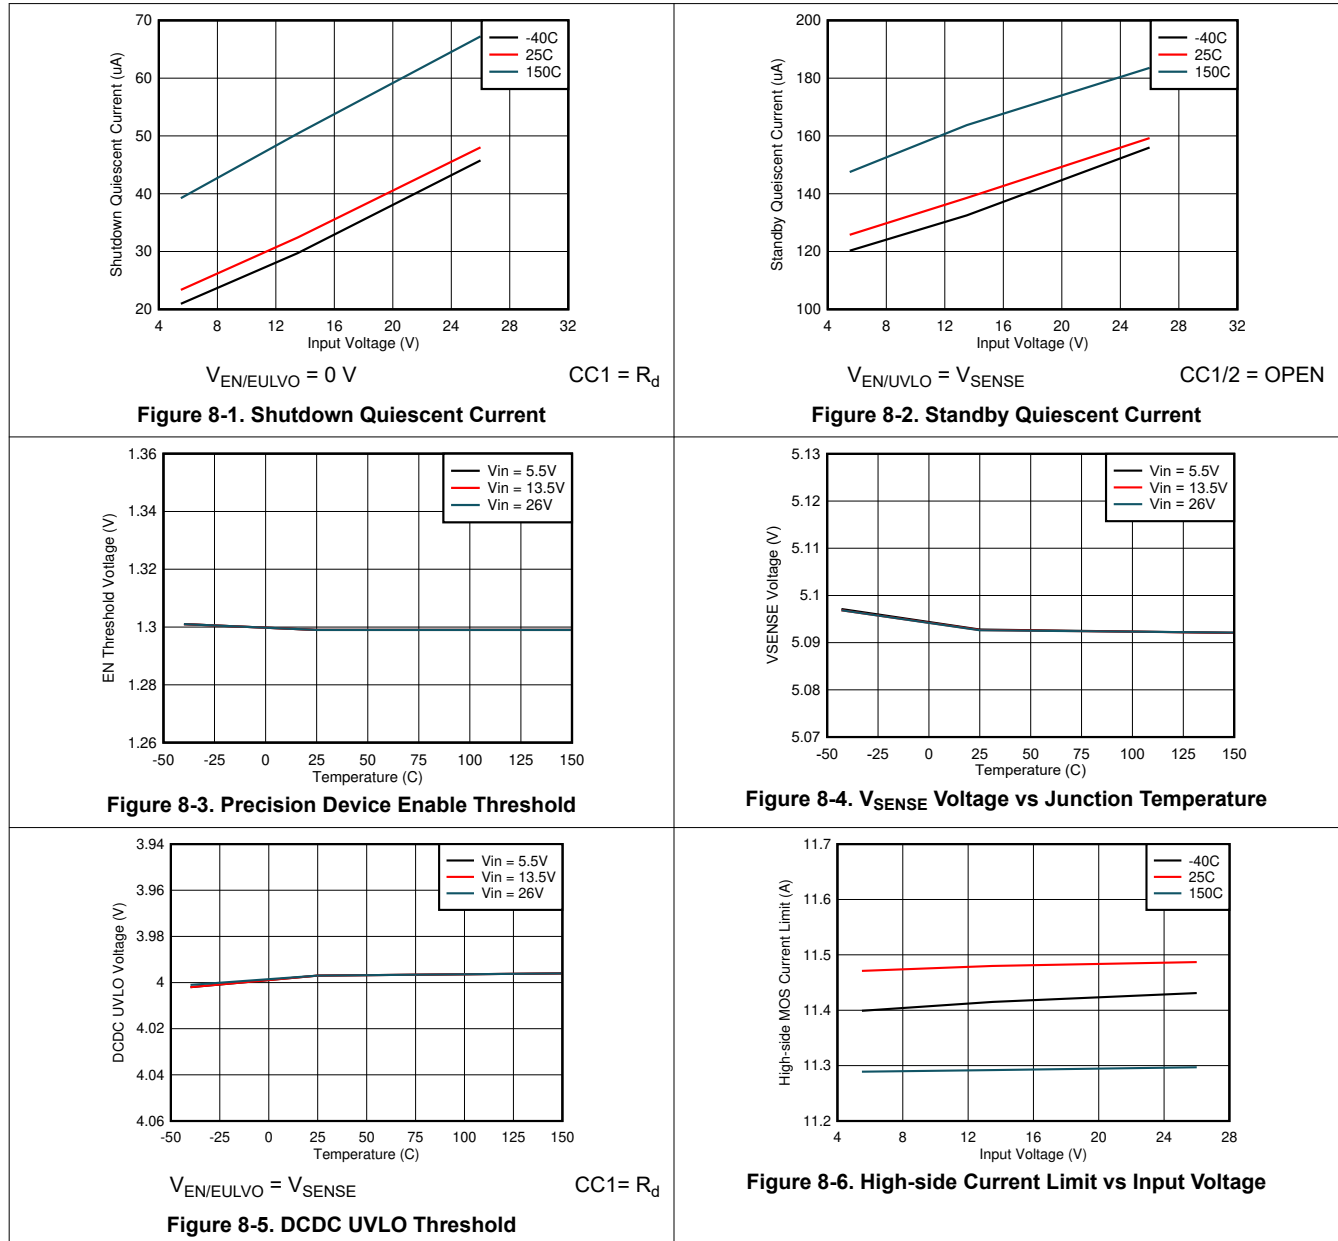 70
60
50
40
30
20
4 8 12 16 20 24 28 32
Shutdown Quiescent Current (uA)
Input Voltage (V)
-40C
25C
150C
V_EN/EULVO = 0 V CC1 = R_d
Figure 8-1. Shutdown Quiescent Current
200
180
160
140
120
100
4 8 12 16 20 24 28 32
Standby Queiscent Current (uA)
Input Voltage (V)
-40C
25C
150C
V_EN/UVLO = V_SENSE CC1/2 = OPEN
Figure 8-2. Standby Quiescent Current
1.36
1.34
1.32
1.3
1.28
1.26
-50 -25 0 25 50 75 100 125 150
EN Threshold Votlage (V)
Temperature (C)
Vin = 5.5V
Vin = 13.5V
Vin = 26V
Figure 8-3. Precision Device Enable Threshold
5.13
5.12
5.11
5.1
5.09
5.08
5.07
-50 -25 0 25 50 75 100 125 150
VSENSE Voltage (V)
Temperature (C)
Vin = 5.5V
Vin = 13.5V
Vin = 26V
Figure 8-4. V_SENSE Voltage vs Junction Temperature
3.94
3.96
3.98
4
4.02
4.04
4.06
-50 -25 0 25 50 75 100 125 150
DCDC UVLO Voltage (V)
Temperature (C)
Vin = 5.5V
Vin = 13.5V
Vin = 26V
V_EN/EULVO = V_SENSE CC1= R_d
Figure 8-5. DCDC UVLO Threshold
11.7
11.6
11.5
11.4
11.3
11.2
4 8 12 16 20 24 28
High-side MOS Current Limit (A)
Input Voltage (V)
-40C
25C
150C
Figure 8-6. High-side Current Limit vs Input Voltage